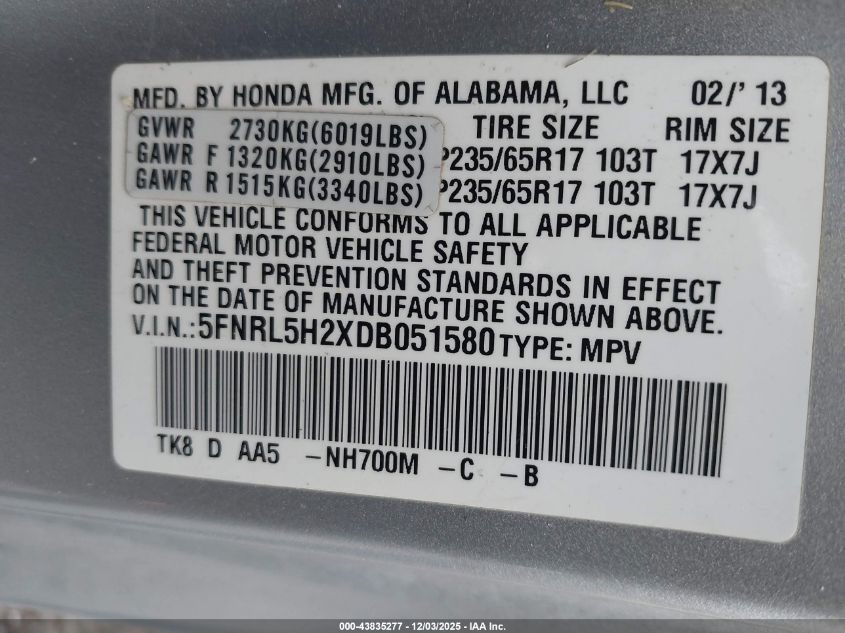 MFD. BY HONDA MFG. OF ALABAMA, LLC 02/' 13
GVWR 2730KG(6019LBS) TIRE SIZE RIM SIZE
GAWR F 1320KG(2910LBS) P235/65R17 103T 17X7J
GAWR R 1515KG(3340LBS) P235/65R17 103T 17X7J
THIS VEHICLE CONFORMS TO ALL APPLICABLE
FEDERAL MOTOR VEHICLE SAFETY
AND THEFT PREVENTION STANDARDS IN EFFECT
ON THE DATE OF MANUFACTURE SHOWN ABOVE.
V.I.N.:5FNRL5H2XDB051580 TYPE: MPV
TK8 D AA5 -NH700M -C -B
000-43835277 - 12/03/2025 - IAA Inc.